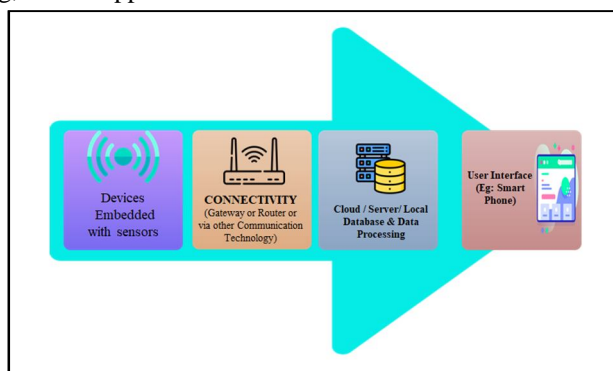 Devices
Embedded
with sensors
CONNECTIVITY
(Gateway or Router or
via other Communication
Technology)
Cloud / Server/ Local
Database & Data
Processing
User Interface
(Eg: Smart
Phone)